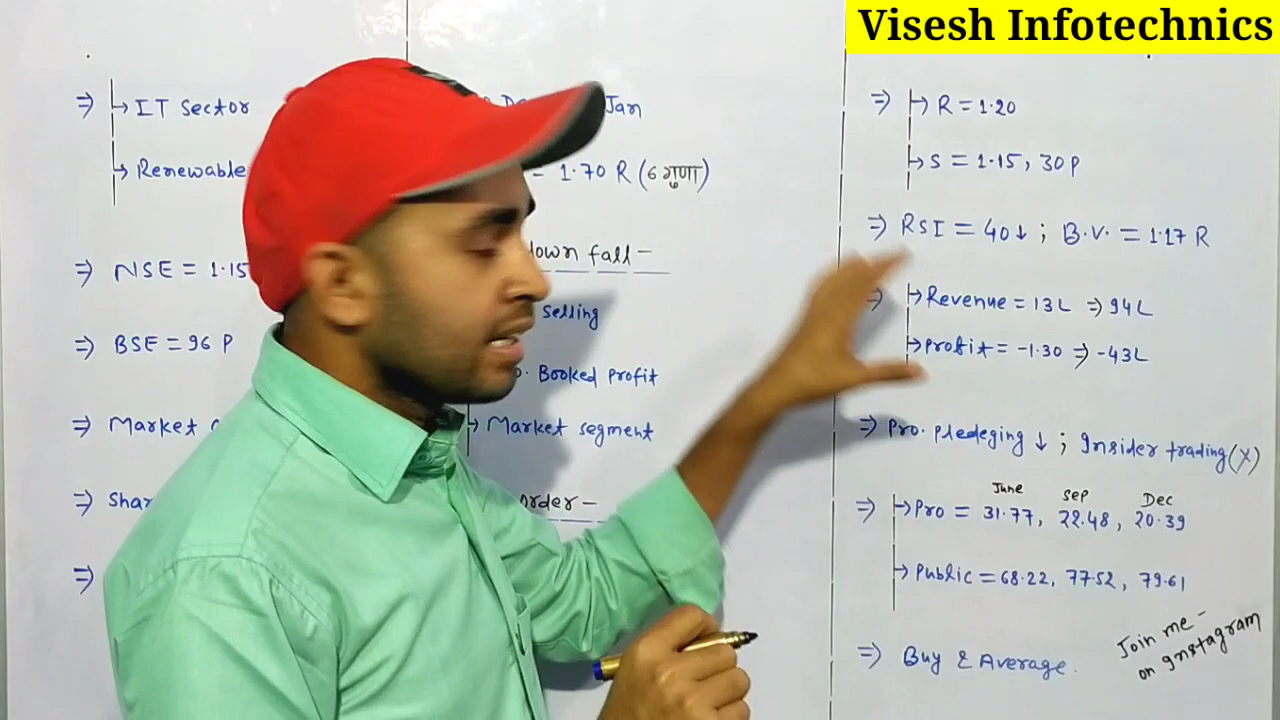 Visesh Infotechnics
⇒ ↳ IT Sector
↳ Renewable
⇒ NSE = 1.15
⇒ BSE = 96 P
⇒ Market
⇒ Shar
⇒
Jan
= 1.70 R (6 गुणा)
down fall -
selling
Pro. Booked profit
↳ Market segment
order -
⇒ ↳ R = 1.20
↳ S = 1.15, 30 P
⇒ RSI = 40↓ ; B.V. = 1.17 R
⇒ ↳ Revenue = 13L ⇒ 94L
↳ Profit = -1.30 ⇒ -43L
⇒ Pro. Pledeging ↓ ; Insider trading (X)
June Sep Dec
⇒ ↳ Pro = 31.77, 22.48, 20.39
↳ Public = 68.22, 77.52, 79.61
⇒ Buy & Average.
Join me -
on Instagram